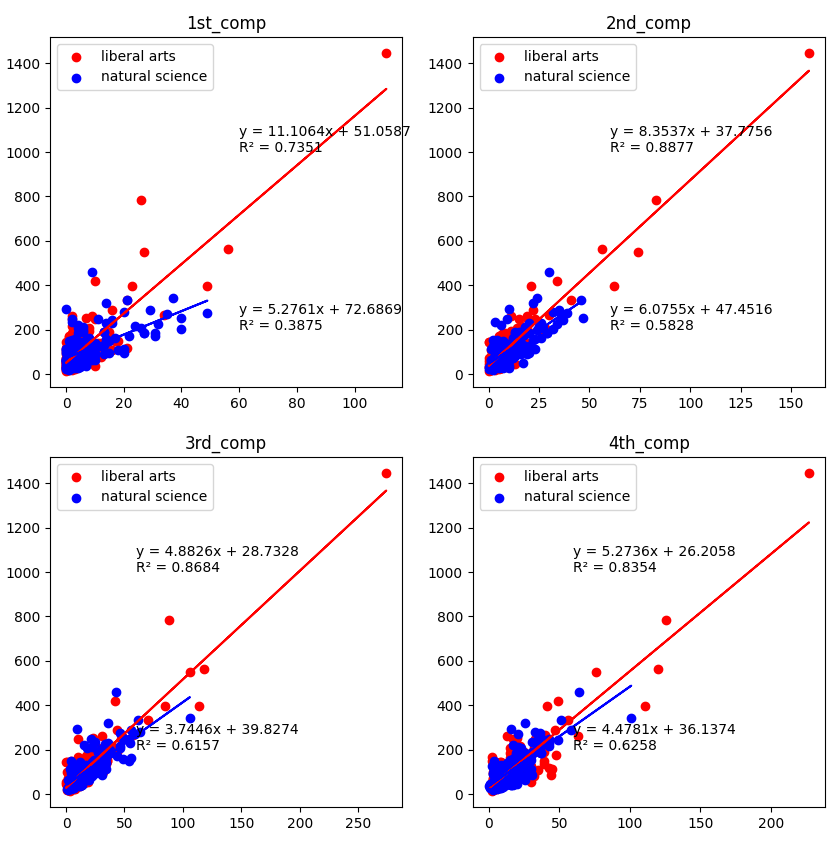 1st_comp
liberal arts
natural science
y = 11.1064x + 51.0587
R² = 0.7351
y = 5.2761x + 72.6869
R² = 0.3875
0
200
400
600
800
1000
1200
1400
0 20 40 60 80 100
2nd_comp
liberal arts
natural science
y = 8.3537x + 37.7756
R² = 0.8877
y = 6.0755x + 47.4516
R² = 0.5828
0
200
400
600
800
1000
1200
1400
0 25 50 75 100 125 150
3rd_comp
liberal arts
natural science
y = 4.8826x + 28.7328
R² = 0.8684
y = 3.7446x + 39.8274
R² = 0.6157
0
200
400
600
800
1000
1200
1400
0 50 100 150 200 250
4th_comp
liberal arts
natural science
y = 5.2736x + 26.2058
R² = 0.8354
y = 4.4781x + 36.1374
R² = 0.6258
0
200
400
600
800
1000
1200
1400
0 50 100 150 200